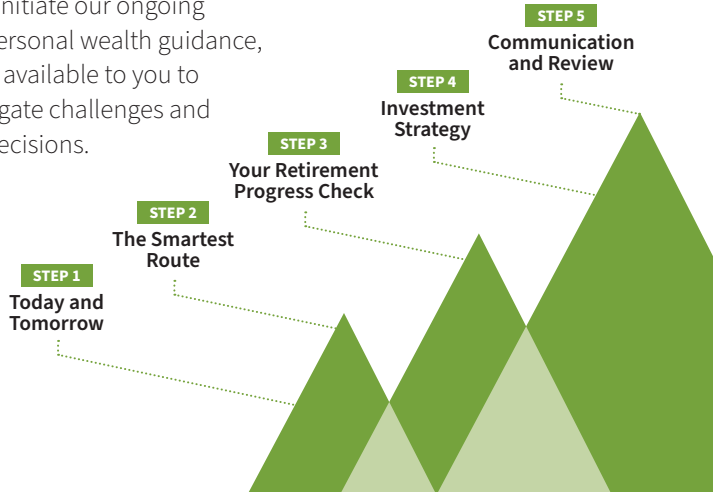 nitiate our ongoing
ersonal wealth guidance,
available to you to
gate challenges and
ecisions.
STEP 5
Communication
and Review
STEP 4
Investment
Strategy
STEP 3
Your Retirement
Progress Check
STEP 2
The Smartest
Route
STEP 1
Today and
Tomorrow